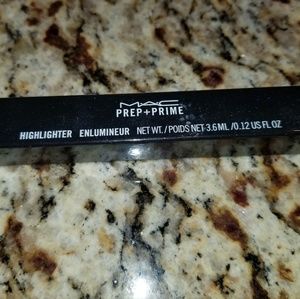 MAC
PREP+PRIME
HIGHLIGHTER ENLUMINEUR NET WT./POIDS NET 3.6 ML /0.12 US FL OZ